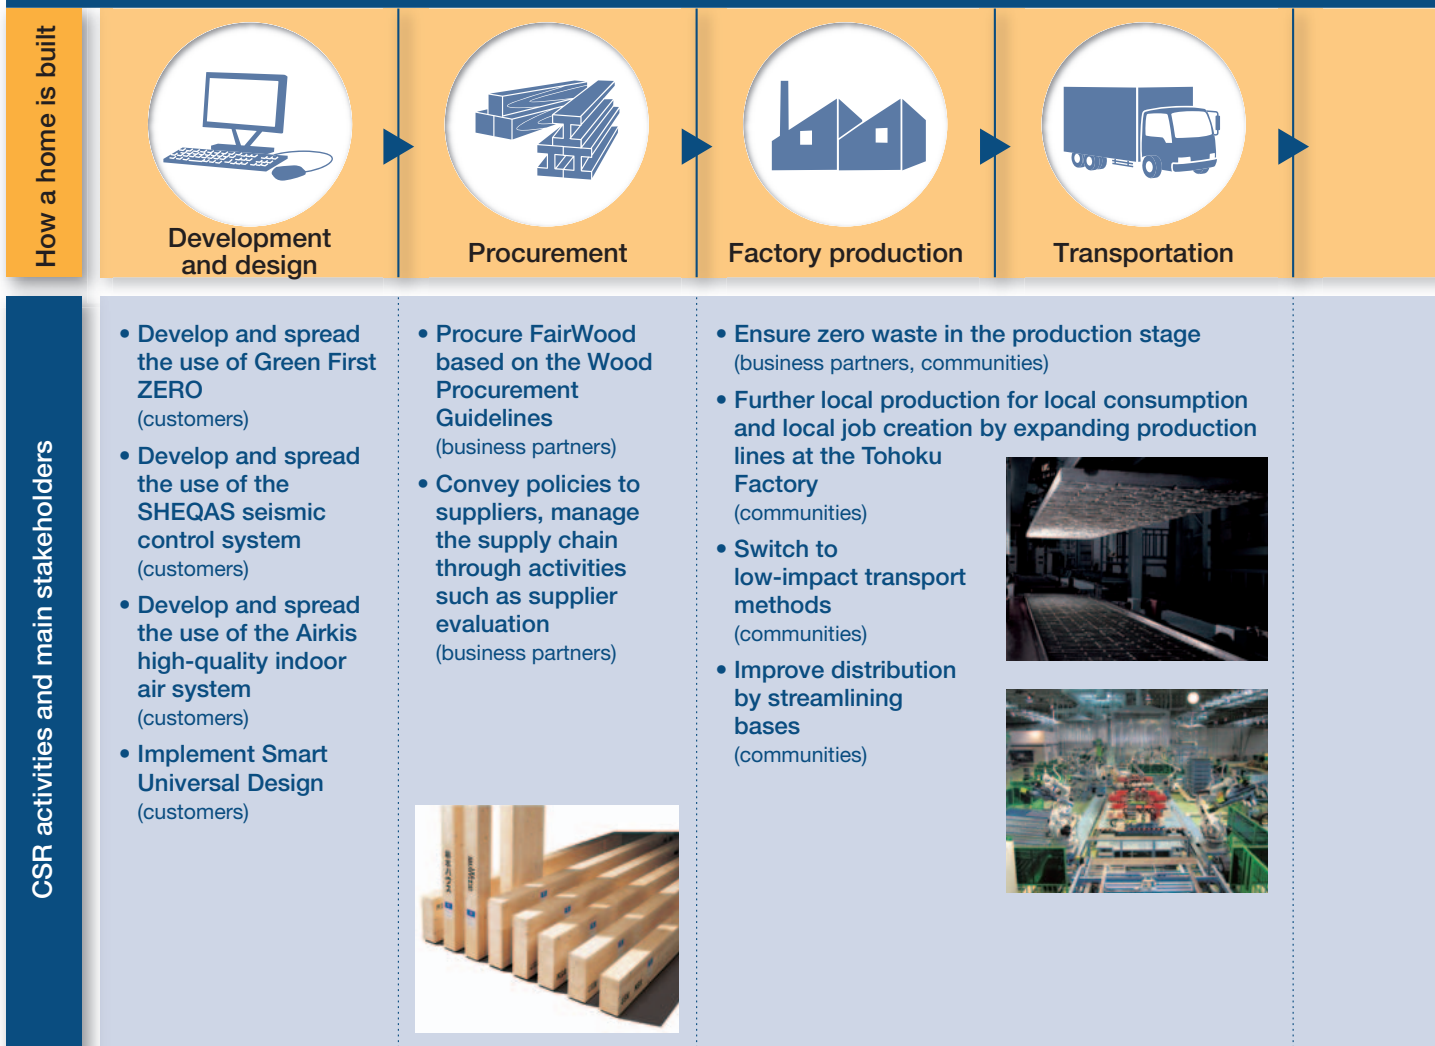 How a home is built
Development
and design
Procurement
Factory production
Transportation
CSR activities and main stakeholders
• Develop and spread
the use of Green First
ZERO
(customers)
• Develop and spread
the use of the
SHEQAS seismic
control system
(customers)
• Develop and spread
the use of the Airkis
high-quality indoor
air system
(customers)
• Implement Smart
Universal Design
(customers)
• Procure FairWood
based on the Wood
Procurement
Guidelines
(business partners)
• Convey policies to
suppliers, manage
the supply chain
through activities
such as supplier
evaluation
(business partners)
• Ensure zero waste in the production stage
(business partners, communities)
• Further local production for local consumption
and local job creation by expanding production
lines at the Tohoku
Factory
(communities)
• Switch to
low-impact transport
methods
(communities)
• Improve distribution
by streamlining
bases
(communities)